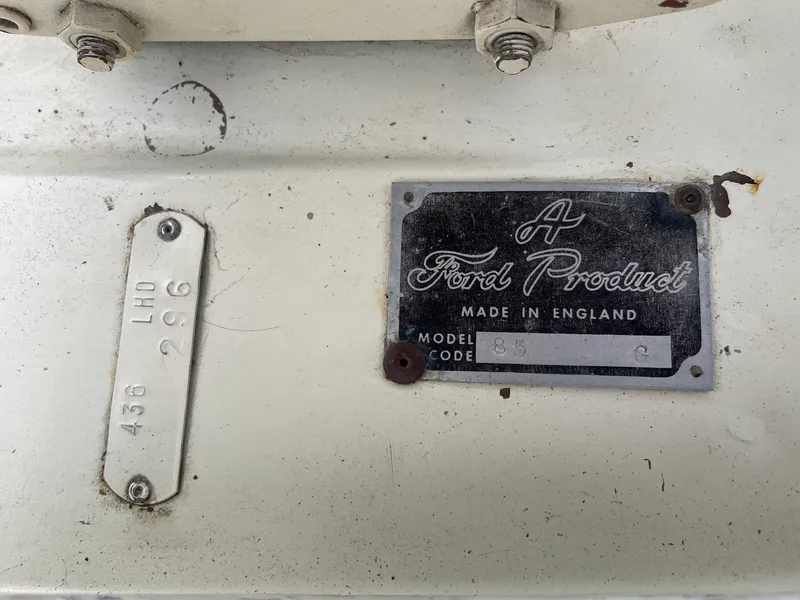 436 LHD
296
A
Ford Product
MADE IN ENGLAND
MODEL
CODE
85 G